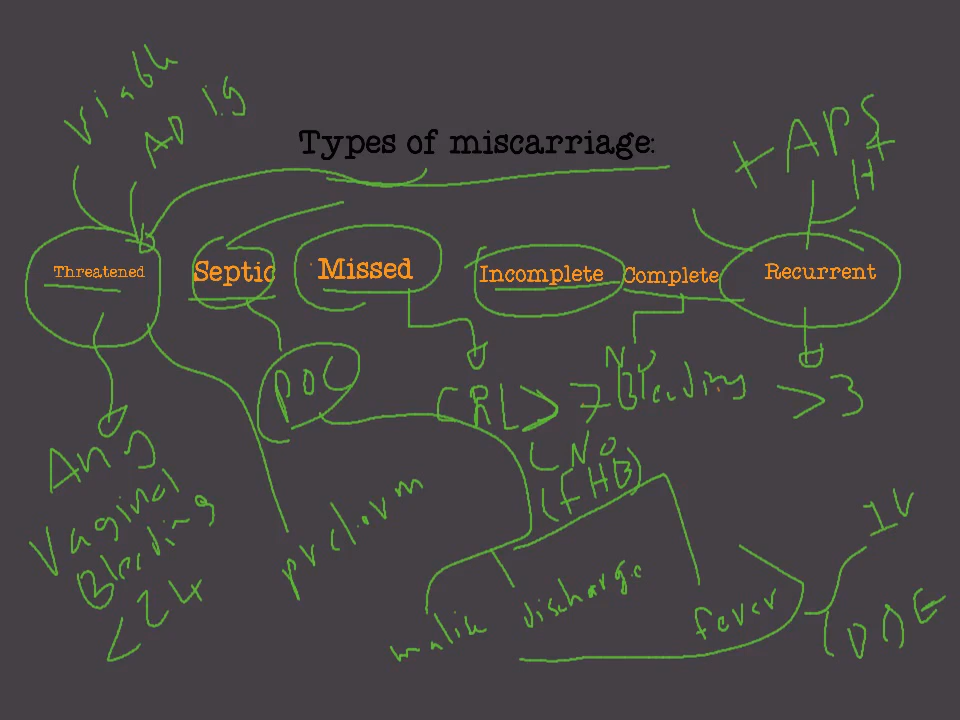 Viable
AD Ig
Types of miscarriage:
+ APS
Threatened
Septic
Missed
Incomplete
Complete
Recurrent
POC
CRL > 7
NO
Bleeding
> 3
Any
Vaginal
Bleeding
< 24
NO
(FHB)
discharge
fever
IV